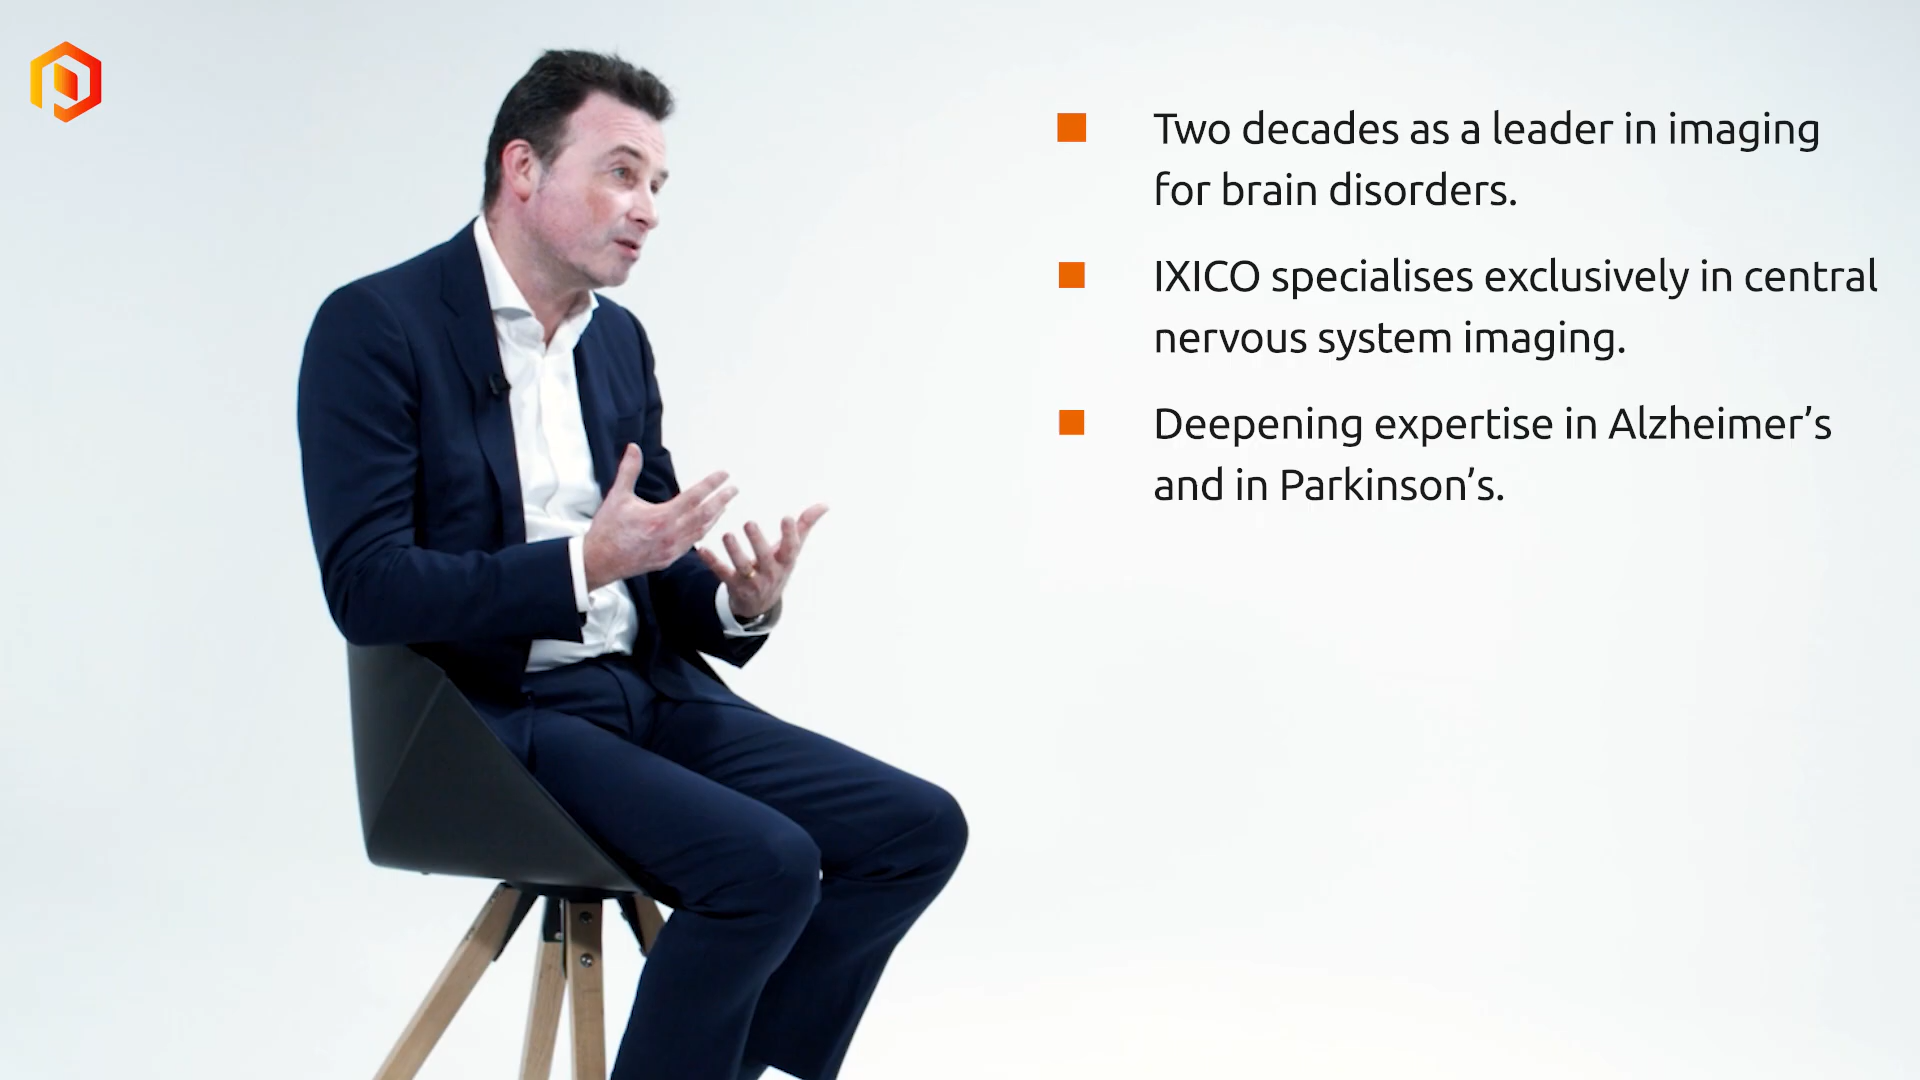 Two decades as a leader in imaging
for brain disorders.
IXICO specialises exclusively in central
nervous system imaging.
Deepening expertise in Alzheimer’s
and in Parkinson’s.